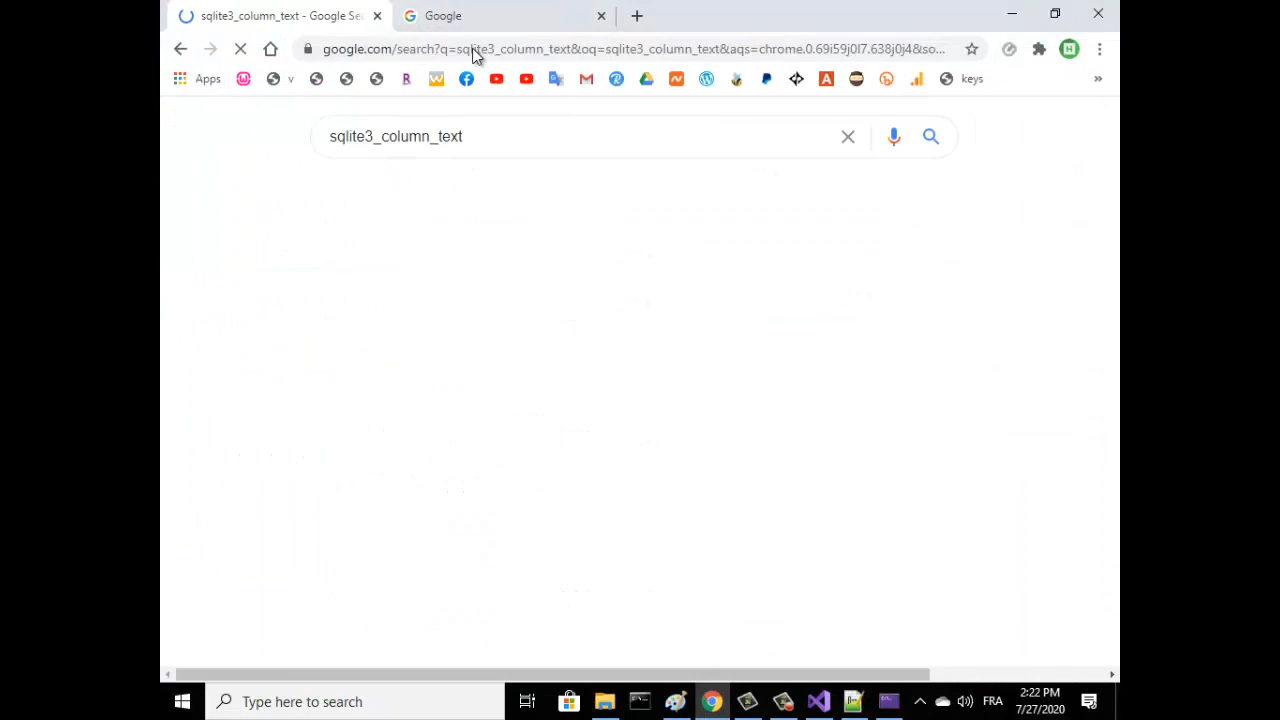 sqlite3_column_text - Google Sea
Google
google.com/search?q=sqlite3_column_text&oq=sqlite3_column_text&aqs=chrome.0.69i59j0l7.638j0j4&so...
Apps
v
keys
sqlite3_column_text
Type here to search
FRA
2:22 PM
7/27/2020